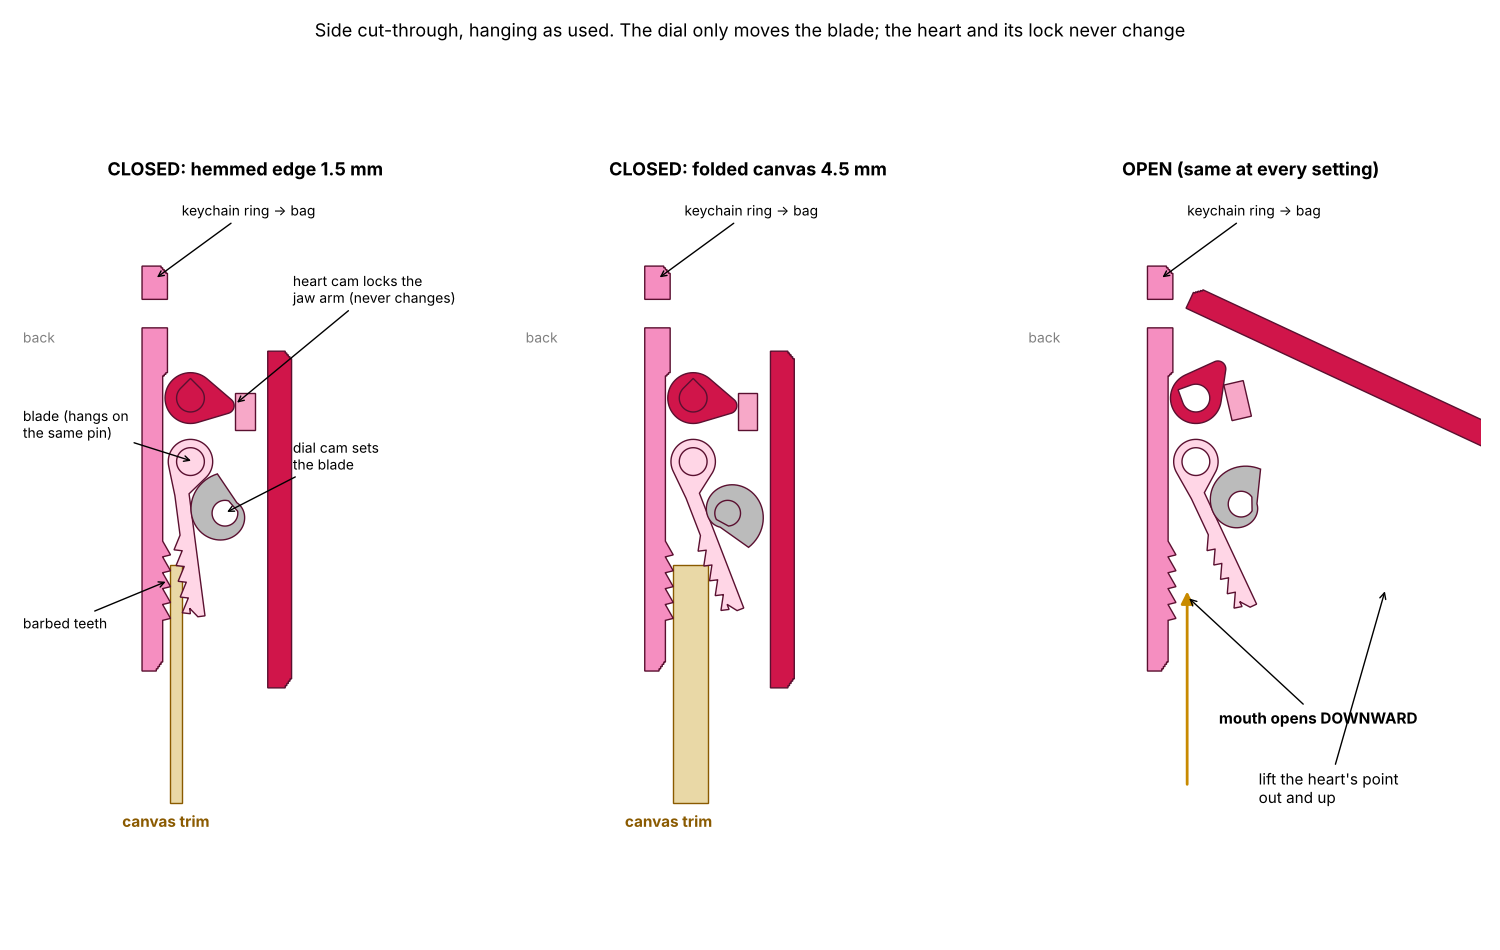 Side cut-through, hanging as used. The dial only moves the blade; the heart and its lock never change
CLOSED: hemmed edge 1.5 mm
keychain ring → bag
heart cam locks the
jaw arm (never changes)
back
blade (hangs on
the same pin)
dial cam sets
the blade
barbed teeth
canvas trim
CLOSED: folded canvas 4.5 mm
keychain ring → bag
back
canvas trim
OPEN (same at every setting)
keychain ring → bag
back
mouth opens DOWNWARD
lift the heart's point
out and up